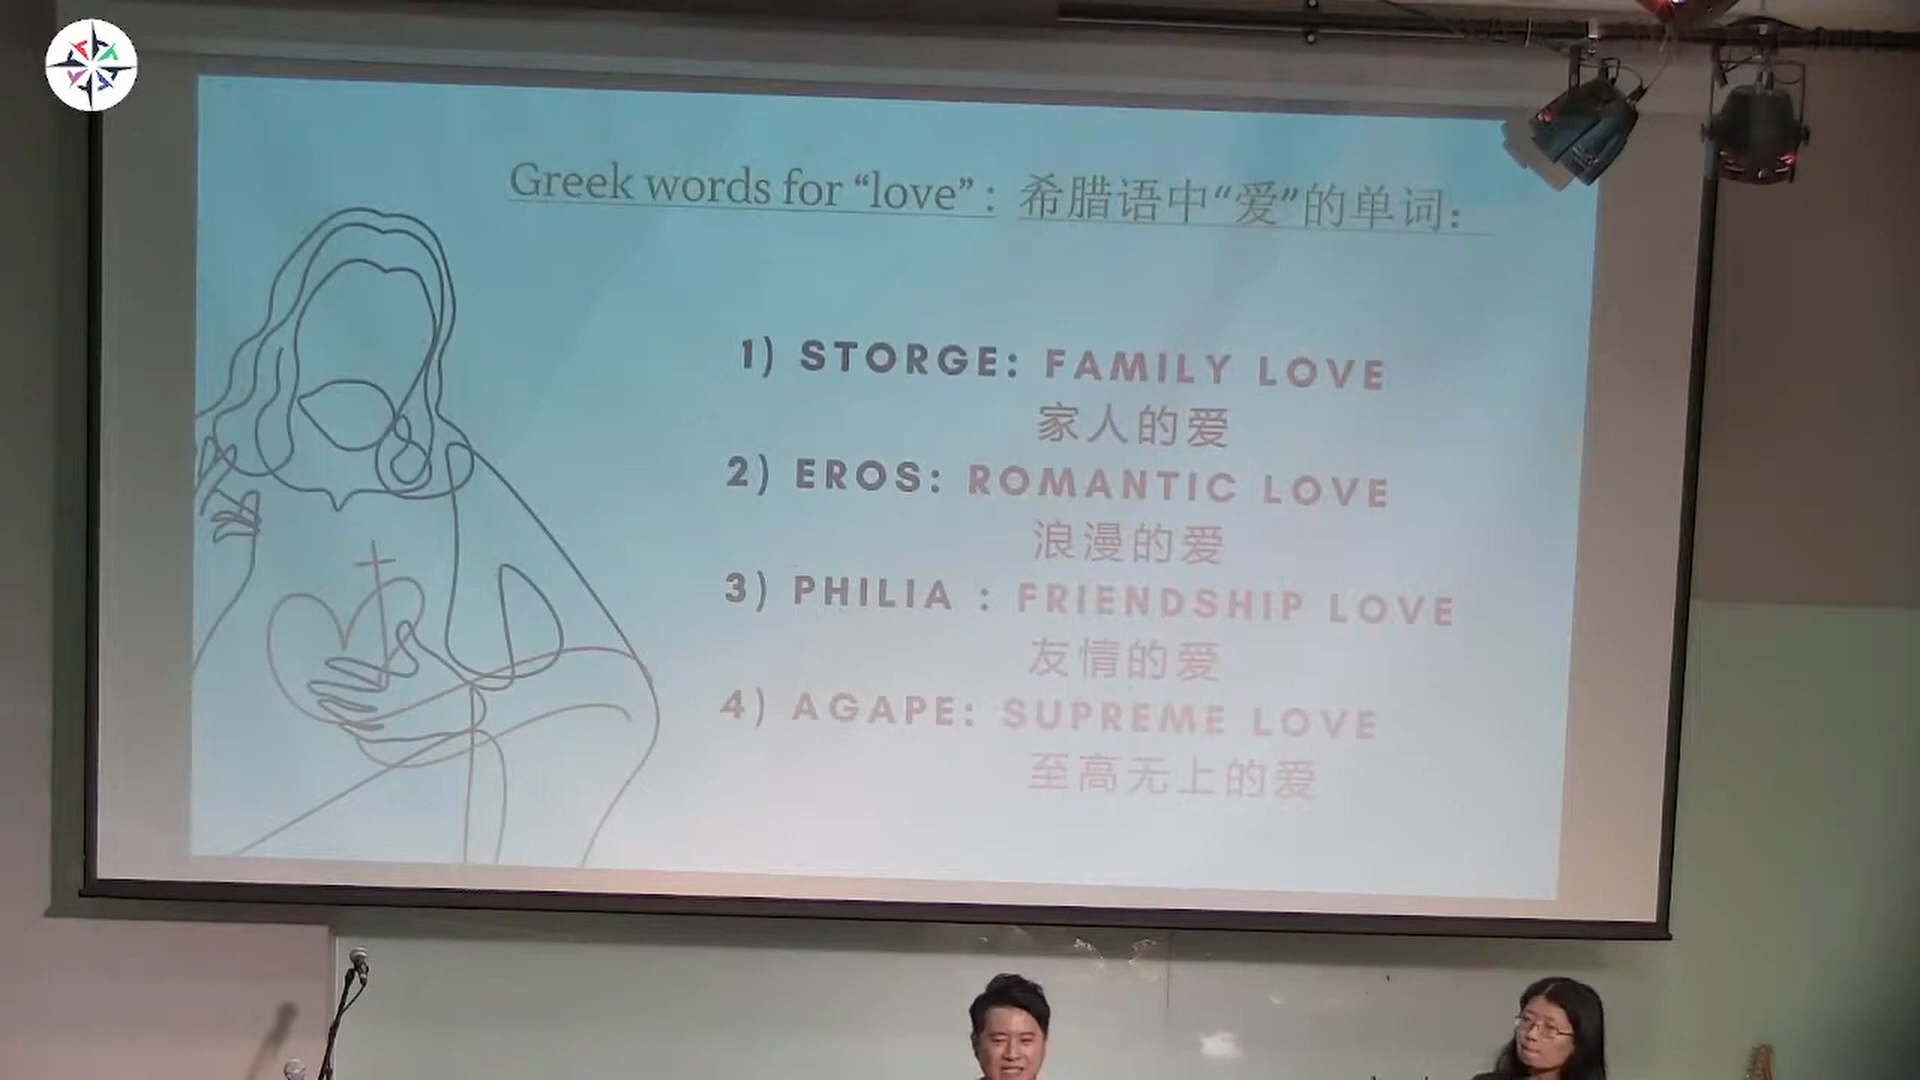 Greek words for “love” : 希腊语中“爱”的单词:
1) STORGE: FAMILY LOVE
家人的爱
2) EROS: ROMANTIC LOVE
浪漫的爱
3) PHILIA : FRIENDSHIP LOVE
友情的爱
4) AGAPE: SUPREME LOVE
至高无上的爱